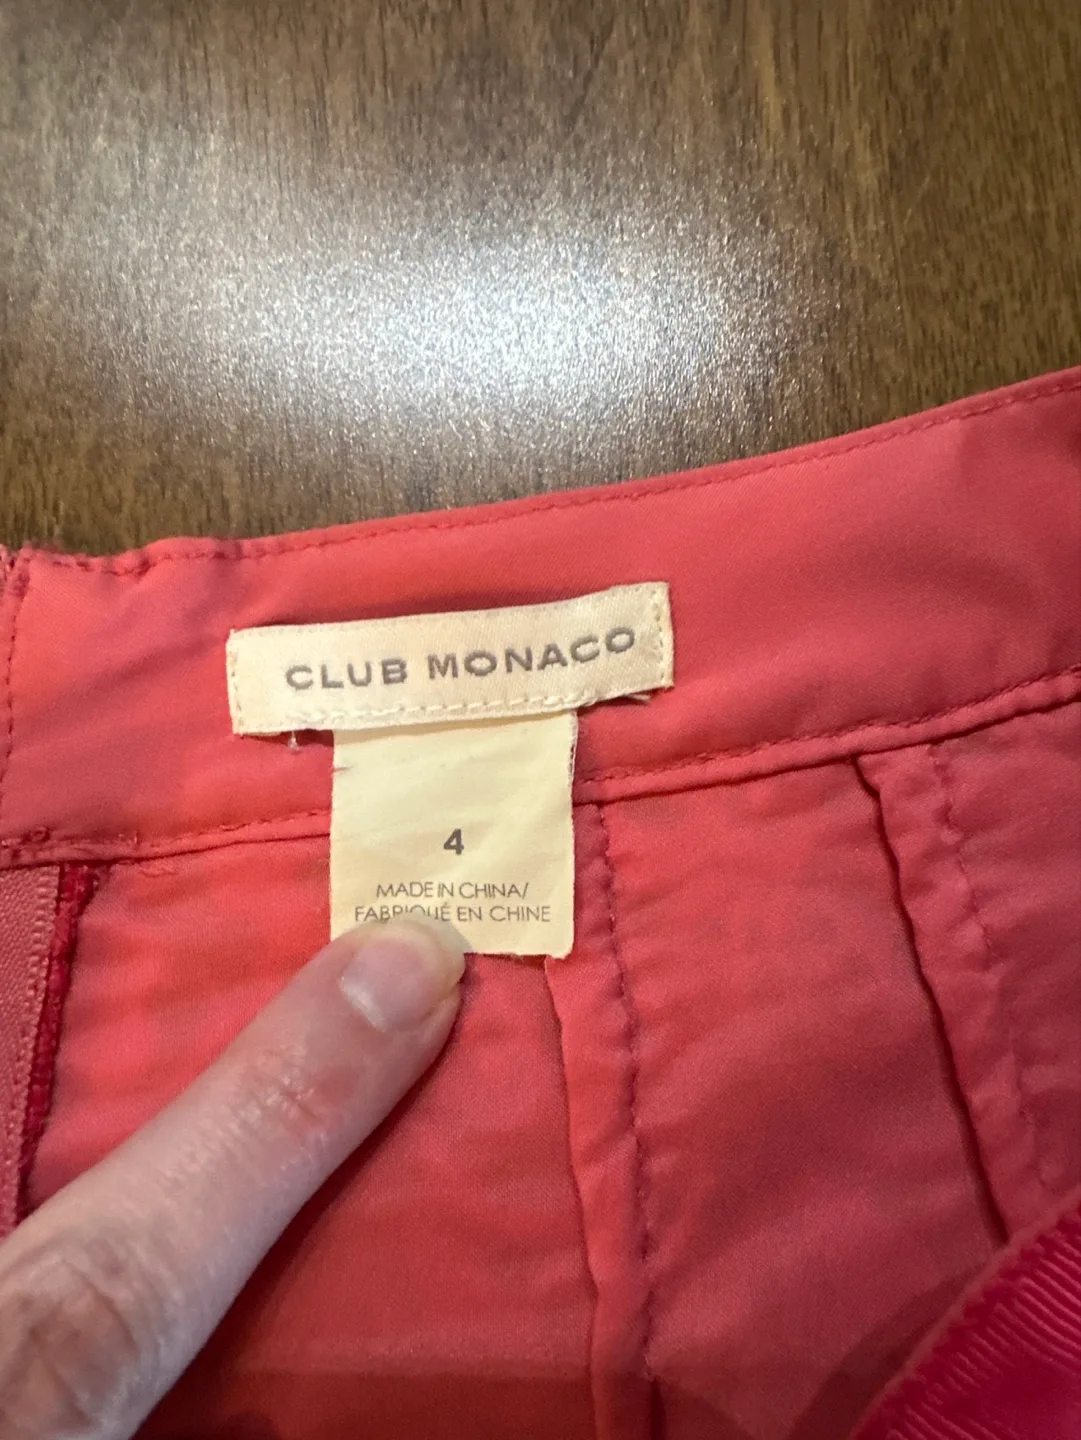 CLUB MONACO
4
MADE IN CHINA/
FABRIQUÉ EN CHINE